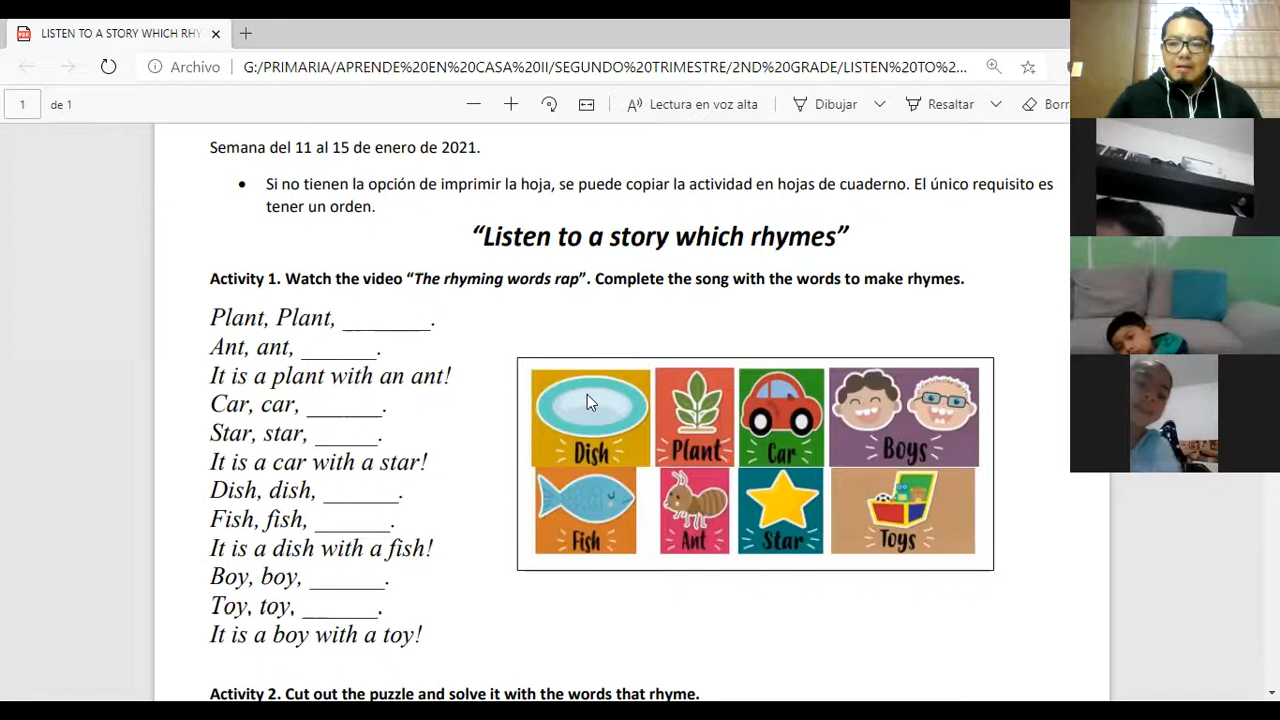 LISTEN TO A STORY WHICH RHY
Archivo
G:/PRIMARIA/APRENDE%20EN%20CASA%20II/SEGUNDO%20TRIMESTRE/2ND%20GRADE/LISTEN%20TO%2...
1
de 1
Lectura en voz alta
Dibujar
Resaltar
Borr
Semana del 11 al 15 de enero de 2021.
• Si no tienen la opción de imprimir la hoja, se puede copiar la actividad en hojas de cuaderno. El único requisito es
tener un orden.
“Listen to a story which rhymes”
Activity 1. Watch the video “The rhyming words rap”. Complete the song with the words to make rhymes.
Plant, Plant, _______.
Ant, ant, ______.
It is a plant with an ant!
Car, car, ______.
Star, star, _____.
It is a car with a star!
Dish, dish, ______.
Fish, fish, ______.
It is a dish with a fish!
Boy, boy, ______.
Toy, toy, ______.
It is a boy with a toy!
Dish
Plant
Car
Boys
Fish
Ant
Star
Toys
Activity 2. Cut out the puzzle and solve it with the words that rhyme.